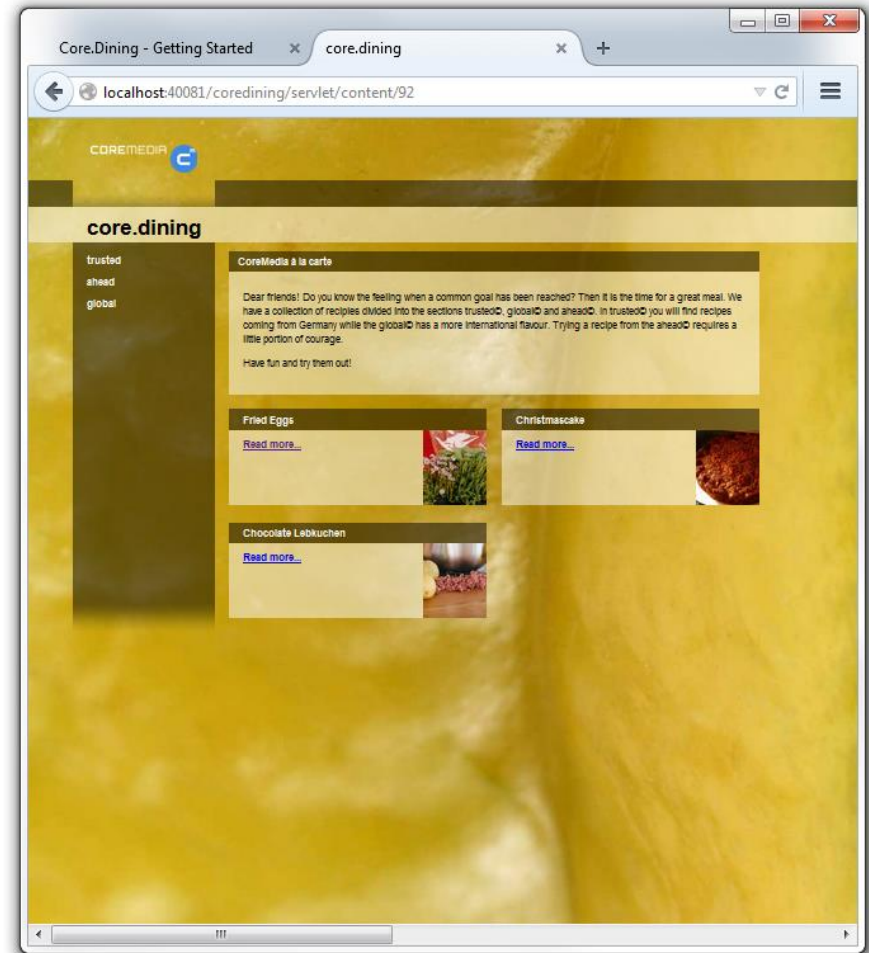 Core.Dining - Getting Started
core.dining
localhost:40081/coredining/servlet/content/92
COREMEDIA
core.dining
trusted
ahead
global
CoreMedia à la carte
Dear friends! Do you know the feeling when a common goal has been reached? Then it is the time for a great meal. We
have a collection of recipies divided into the sections trusted©, global© and ahead©. In trusted© you will find recipes
coming from Germany while the global© has a more international flavour. Trying a recipe from the ahead© requires a
little portion of courage.
Have fun and try them out!
Fried Eggs
Read more...
Christmascake
Read more...
Chocolate Lebkuchen
Read more...